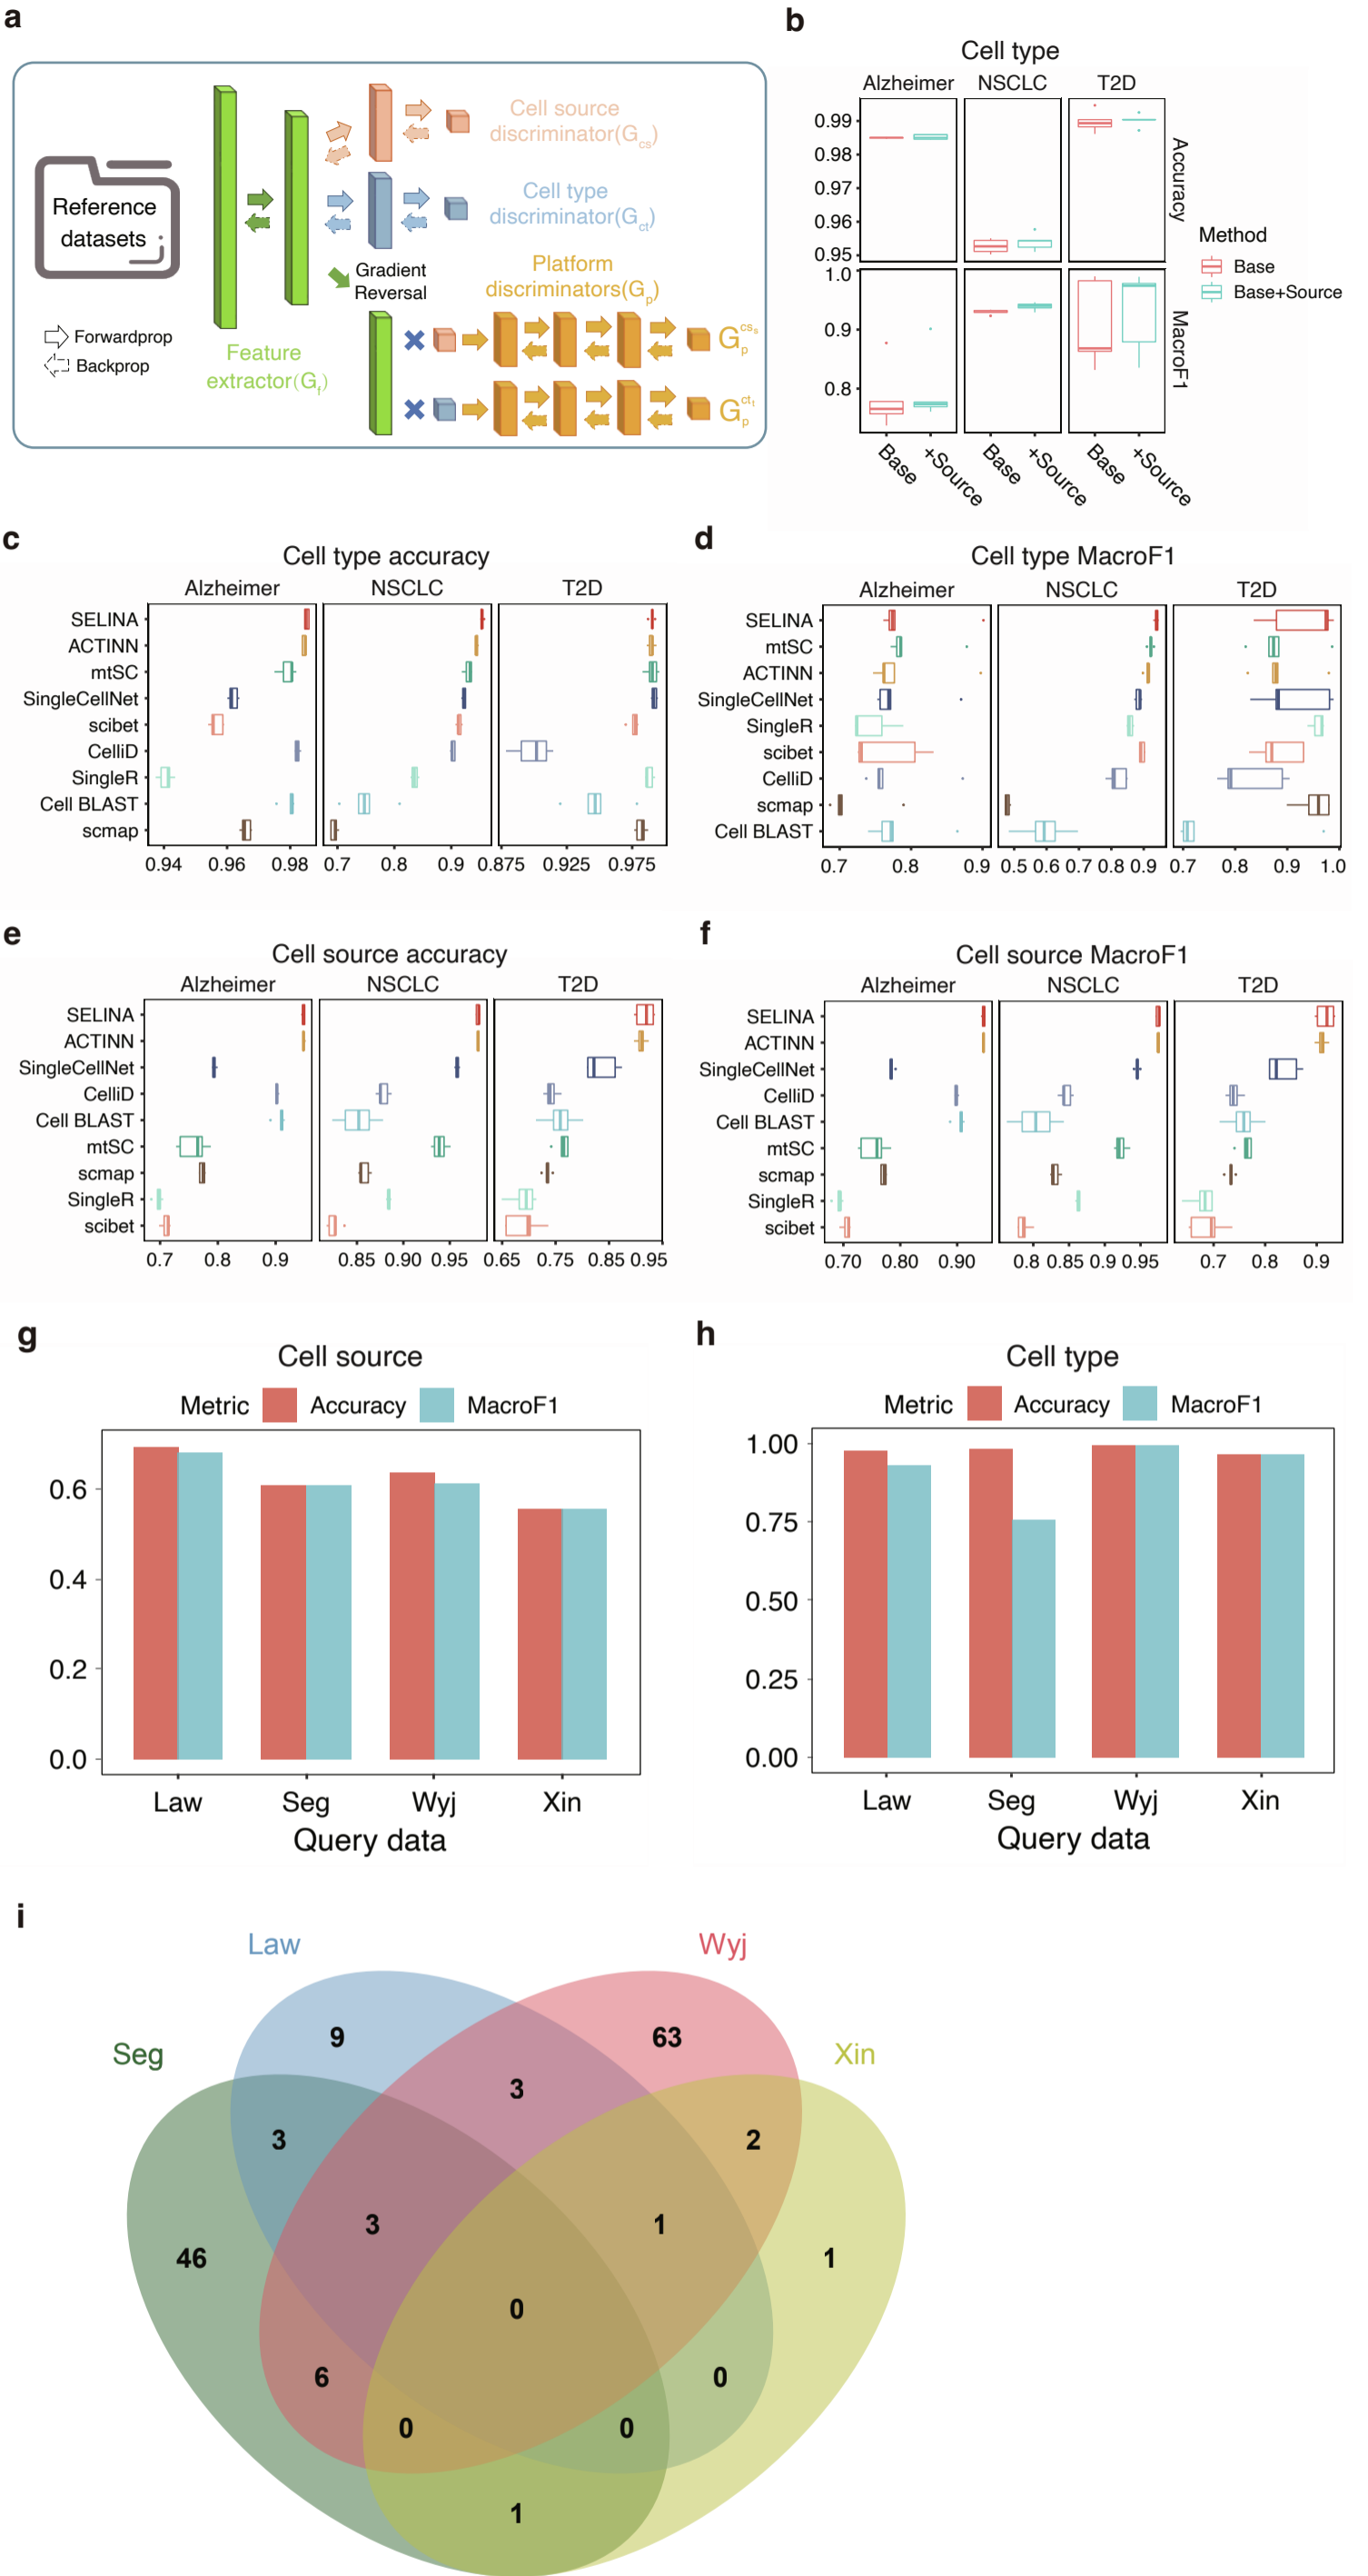 a
Reference
datasets
Forwardprop
Backprop
Feature
extractor(Gf)
Cell source
discriminator(Gcs)
Cell type
discriminator(Gct)
Gradient
Reversal
Platform
discriminators(Gp)
b
Cell type
Alzheimer NSCLC T2D
0.99
0.98
0.97
0.96
0.95
Accuracy
1.0
0.9
0.8
MacroF1
Base +Source Base +Source Base +Source
Method
Base
Base+Source
c
Cell type accuracy
Alzheimer NSCLC T2D
SELINA
ACTINN
mtSC
SingleCellNet
scibet
CelliD
SingleR
Cell BLAST
scmap
0.94 0.96 0.98 0.7 0.8 0.9 0.875 0.925 0.975
d
Cell type MacroF1
Alzheimer NSCLC T2D
SELINA
mtSC
ACTINN
SingleCellNet
SingleR
scibet
CelliD
scmap
Cell BLAST
0.7 0.8 0.9 0.5 0.6 0.7 0.8 0.9 0.7 0.8 0.9 1.0
e
Cell source accuracy
Alzheimer NSCLC T2D
SELINA
ACTINN
SingleCellNet
CelliD
Cell BLAST
mtSC
scmap
SingleR
scibet
0.7 0.8 0.9 0.85 0.90 0.95 0.65 0.75 0.85 0.95
f
Cell source MacroF1
Alzheimer NSCLC T2D
SELINA
ACTINN
SingleCellNet
CelliD
Cell BLAST
mtSC
scmap
SingleR
scibet
0.70 0.80 0.90 0.8 0.85 0.9 0.95 0.7 0.8 0.9
g
Cell source
Metric Accuracy MacroF1
0.6
0.4
0.2
0.0
Law Seg Wyj Xin
Query data
h
Cell type
Metric Accuracy MacroF1
1.00
0.75
0.50
0.25
0.00
Law Seg Wyj Xin
Query data
i
Law Wyj
Seg Xin
9 63
3
3 2
3 1
46 1
0
6 0
0 0
1